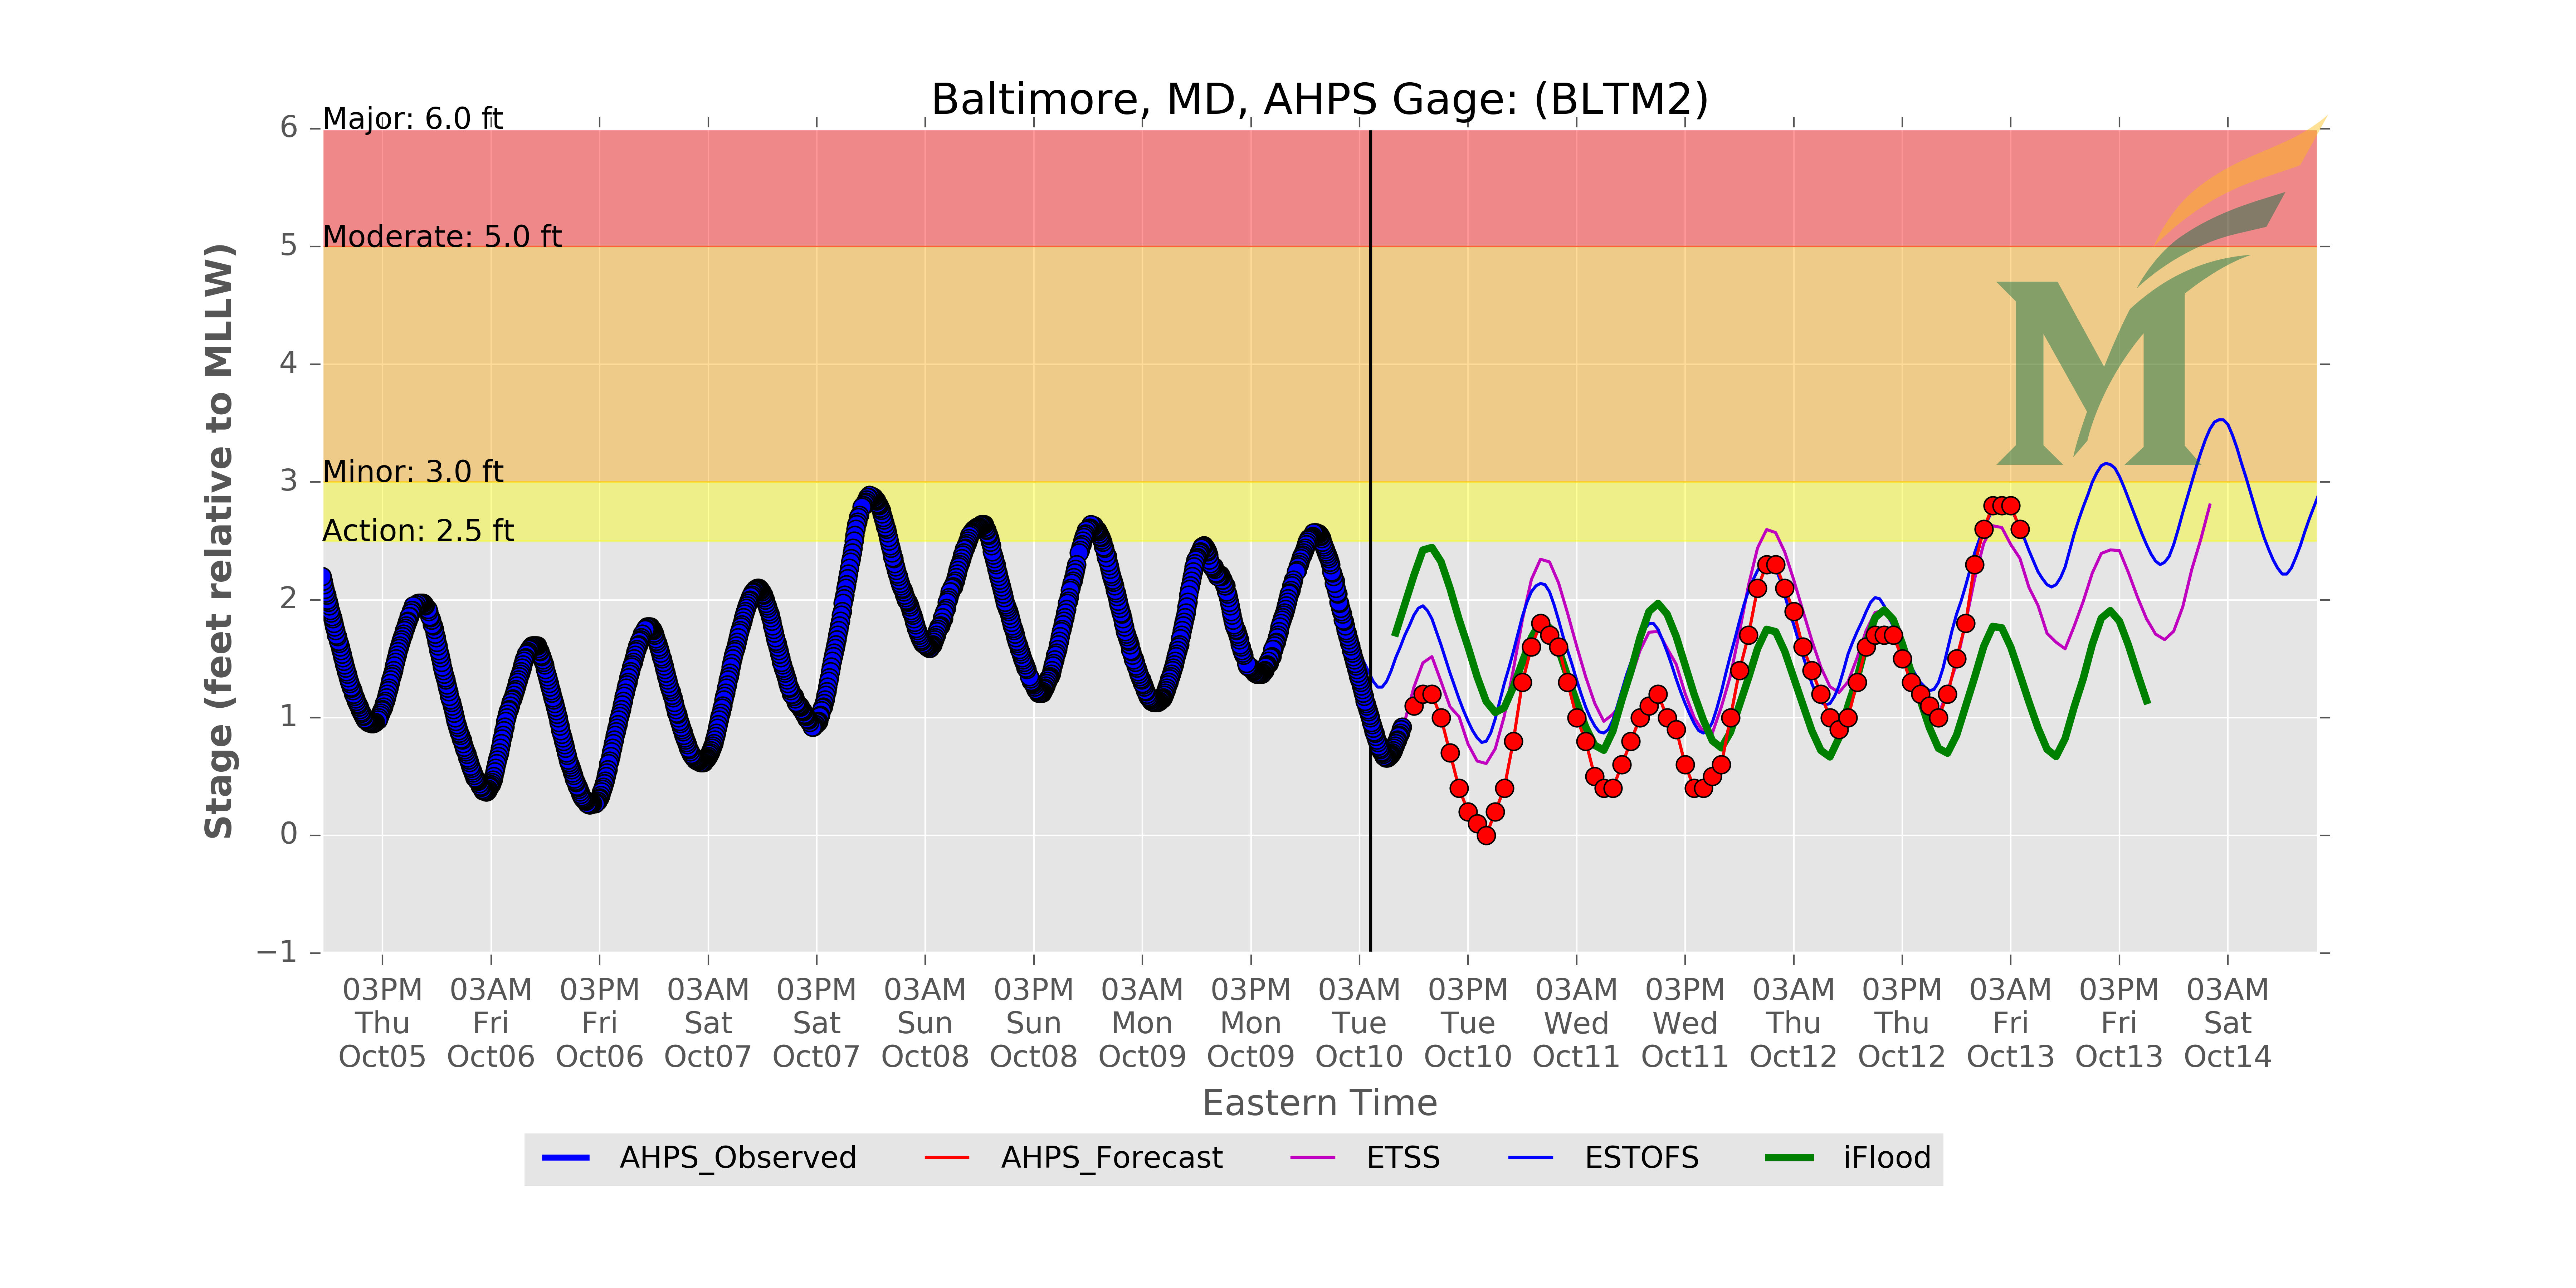 Baltimore, MD, AHPS Gage: (BLTM2)
Major: 6.0 ft
Moderate: 5.0 ft
Minor: 3.0 ft
Action: 2.5 ft
6
5
4
3
2
1
0
−1
Stage (feet relative to MLLW)
M
03PM 03AM 03PM 03AM 03PM 03AM 03PM 03AM 03PM 03AM 03PM 03AM 03PM 03AM 03PM 03AM 03PM 03AM
Thu Fri Fri Sat Sat Sun Sun Mon Mon Tue Tue Wed Wed Thu Thu Fri Fri Sat
Oct05 Oct06 Oct06 Oct07 Oct07 Oct08 Oct08 Oct09 Oct09 Oct10 Oct10 Oct11 Oct11 Oct12 Oct12 Oct13 Oct13 Oct14
Eastern Time
AHPS_Observed AHPS_Forecast ETSS ESTOFS iFlood